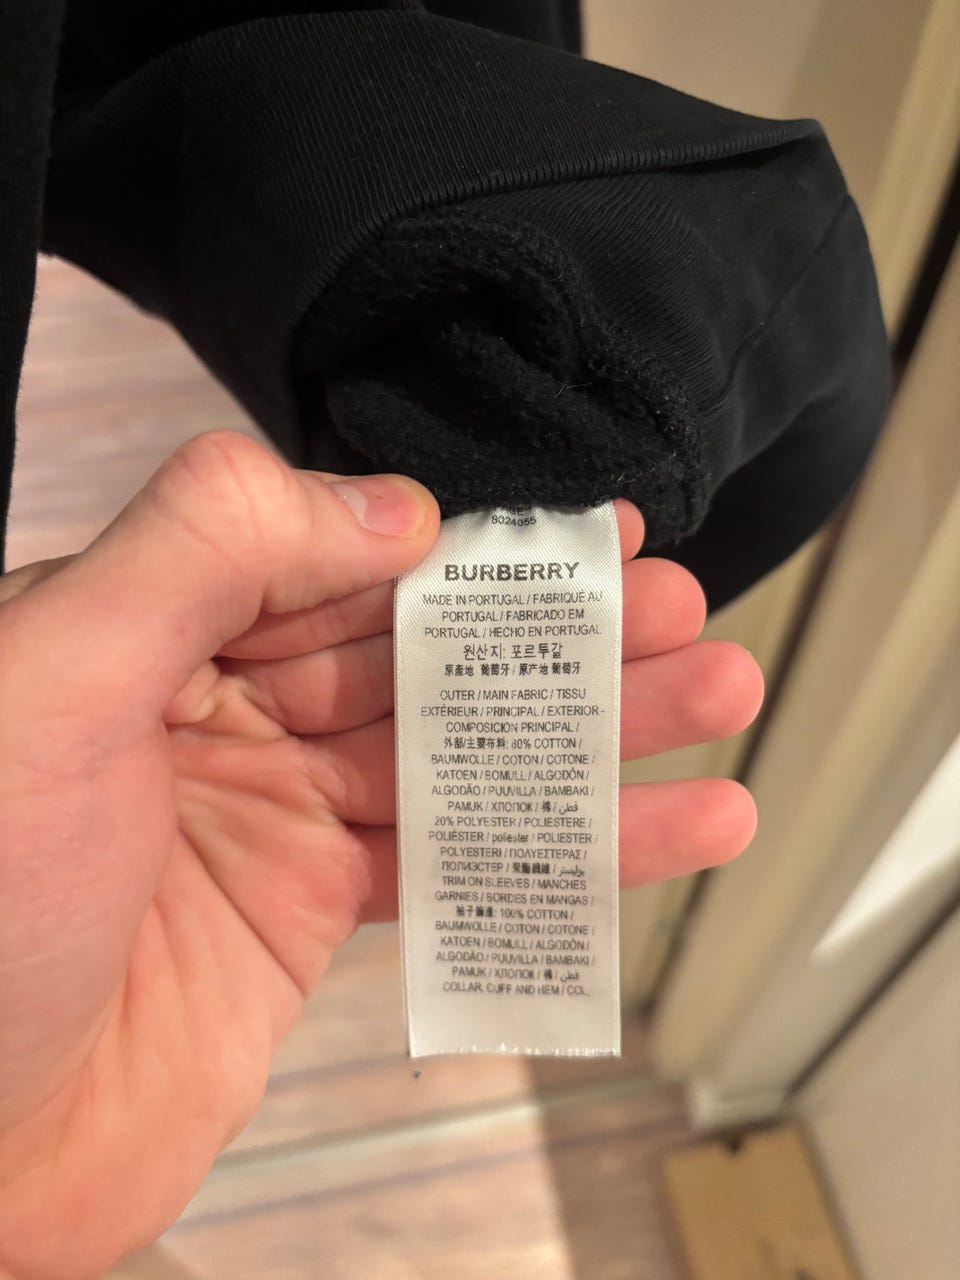 8024055
BURBERRY
MADE IN PORTUGAL / FABRIQUÉ AU
PORTUGAL / FABRICADO EM
PORTUGAL / HECHO EN PORTUGAL
원산지: 포르투갈
原產地 葡萄牙 / 原产地 葡萄牙
OUTER / MAIN FABRIC / TISSU
EXTÉRIEUR / PRINCIPAL / EXTERIOR -
COMPOSICION PRINCIPAL /
外部/主要布料: 80% COTTON /
BAUMWOLLE / COTON / COTONE /
KATOEN / BOMULL / ALGODÓN /
ALGODÃO / PUUVILLA / BAMBAKI /
PAMUK / ХЛОПОК / 棉 / قطن /
20% POLYESTER / POLIESTERE /
POLIÉSTER / poliester / POLIESTER /
POLYESTERI / ΠΟΛΥΕΣΤΕΡΑΣ /
ПОЛИЭСТЕР / 聚酯纖維 / بوليستر /
TRIM ON SLEEVES / MANCHES
GARNIES / BORDES EN MANGAS /
袖子飾邊: 100% COTTON /
BAUMWOLLE / COTON / COTONE /
KATOEN / BOMULL / ALGODÓN /
ALGODÃO / PUUVILLA / BAMBAKI /
PAMUK / ХЛОПОК / 棉 / قطن /
COLLAR, CUFF AND HEM / COL,